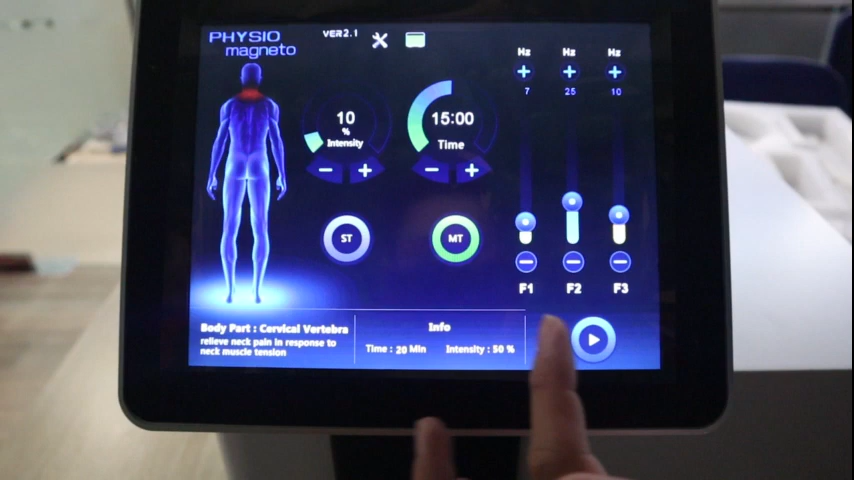 PHYSIO
magneto
VER2.1
10
%
Intensity
15:00
Time
ST
MT
Hz
Hz
Hz
7
25
10
F1
F2
F3
Body Part : Cervical Vertebra
relieve neck pain in response to
neck muscle tension
Info
Time : 20 Min
Intensity : 50 %